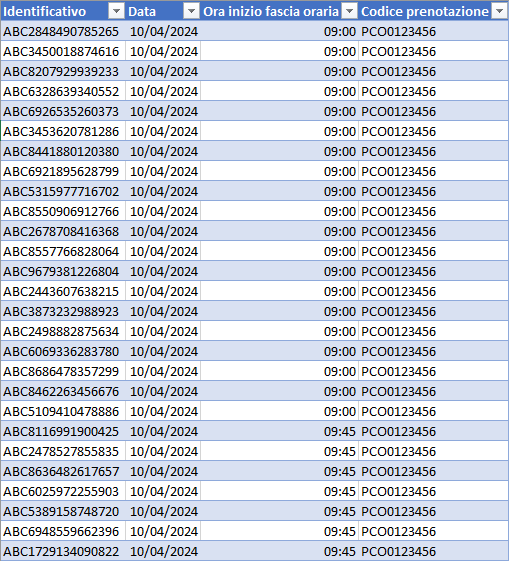 Identificativo Data Ora inizio fascia oraria Codice prenotazione
ABC2848490785265 10/04/2024 09:00 PCO0123456
ABC3450018874616 10/04/2024 09:00 PCO0123456
ABC8207929939233 10/04/2024 09:00 PCO0123456
ABC6328639340552 10/04/2024 09:00 PCO0123456
ABC6926535260373 10/04/2024 09:00 PCO0123456
ABC3453620781286 10/04/2024 09:00 PCO0123456
ABC8441880120380 10/04/2024 09:00 PCO0123456
ABC6921895628799 10/04/2024 09:00 PCO0123456
ABC5315977716702 10/04/2024 09:00 PCO0123456
ABC8550906912766 10/04/2024 09:00 PCO0123456
ABC2678708416368 10/04/2024 09:00 PCO0123456
ABC8557766828064 10/04/2024 09:00 PCO0123456
ABC9679381226804 10/04/2024 09:00 PCO0123456
ABC2443607638215 10/04/2024 09:00 PCO0123456
ABC3873232988923 10/04/2024 09:00 PCO0123456
ABC2498882875634 10/04/2024 09:00 PCO0123456
ABC6069336283780 10/04/2024 09:00 PCO0123456
ABC8686478357299 10/04/2024 09:00 PCO0123456
ABC8462263456676 10/04/2024 09:00 PCO0123456
ABC5109410478886 10/04/2024 09:00 PCO0123456
ABC8116991900425 10/04/2024 09:45 PCO0123456
ABC2478527855835 10/04/2024 09:45 PCO0123456
ABC8636482617657 10/04/2024 09:45 PCO0123456
ABC6025972255903 10/04/2024 09:45 PCO0123456
ABC5389158748720 10/04/2024 09:45 PCO0123456
ABC6948559662396 10/04/2024 09:45 PCO0123456
ABC1729134090822 10/04/2024 09:45 PCO0123456